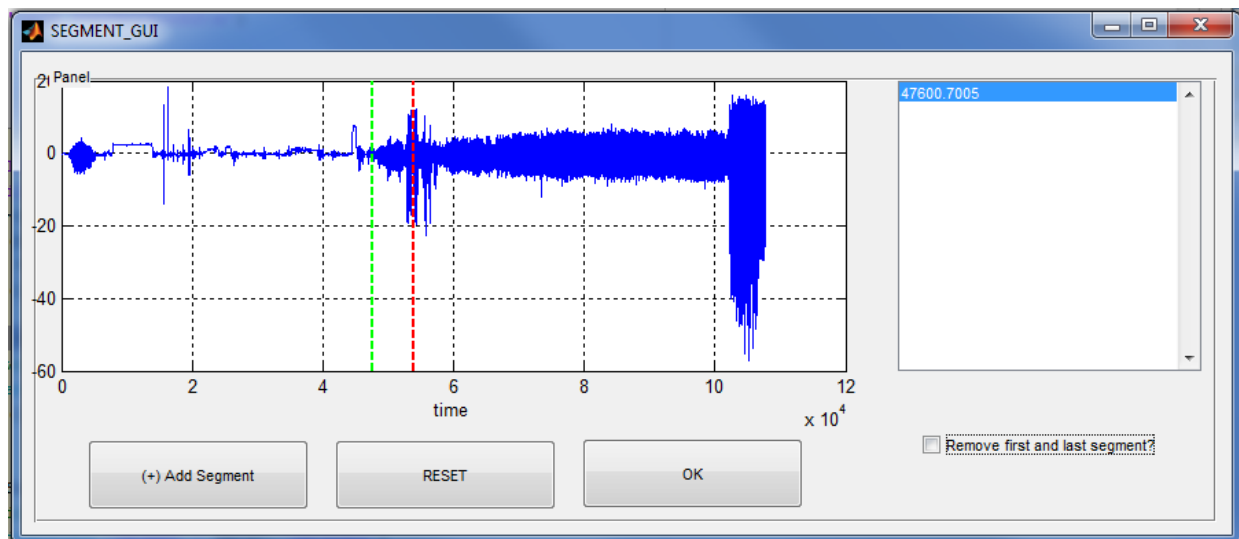 SEGMENT_GUI
Panel
20
0
-20
-40
-60
0 2 4 6 8 10 12
time
x 10^4
47600.7005
(+) Add Segment
RESET
OK
Remove first and last segment?